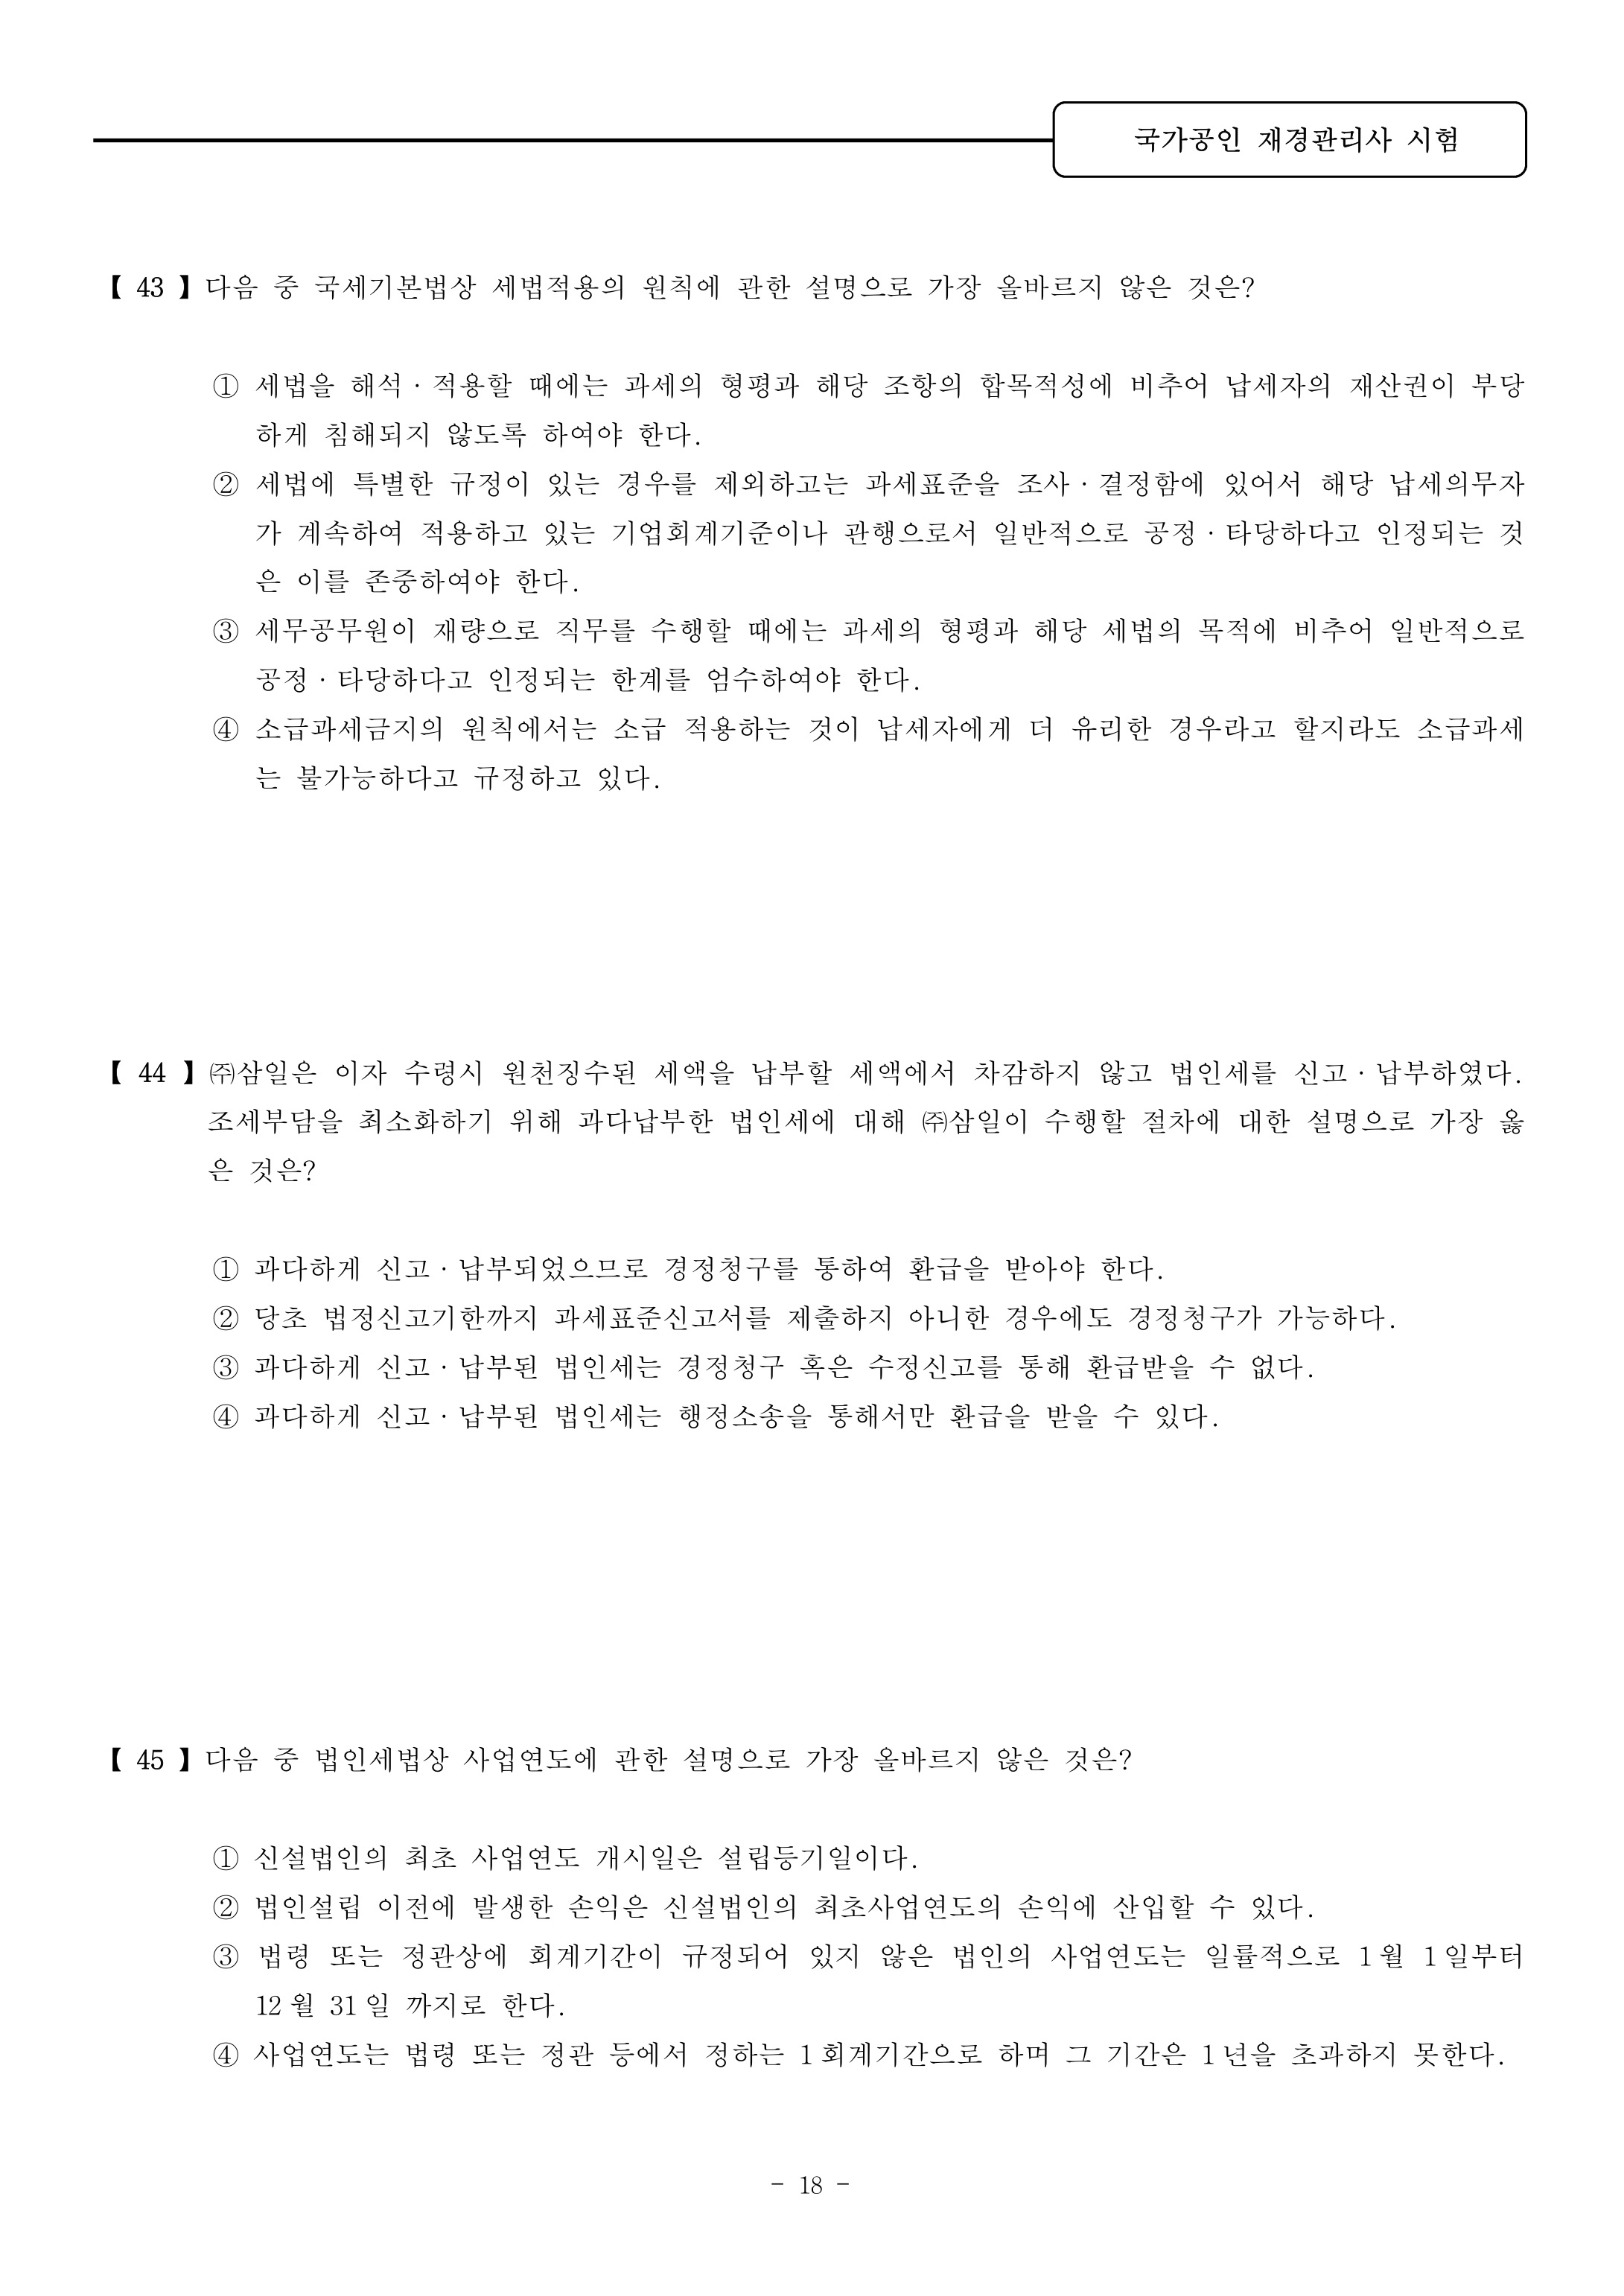 국가공인 재경관리사 시험
【 43 】다음 중 국세기본법상 세법적용의 원칙에 관한 설명으로 가장 올바르지 않은 것은?
① 세법을 해석·적용할 때에는 과세의 형평과 해당 조항의 합목적성에 비추어 납세자의 재산권이 부당
하게 침해되지 않도록 하여야 한다.
② 세법에 특별한 규정이 있는 경우를 제외하고는 과세표준을 조사·결정함에 있어서 해당 납세의무자
가 계속하여 적용하고 있는 기업회계기준이나 관행으로서 일반적으로 공정·타당하다고 인정되는 것
은 이를 존중하여야 한다.
③ 세무공무원이 재량으로 직무를 수행할 때에는 과세의 형평과 해당 세법의 목적에 비추어 일반적으로
공정·타당하다고 인정되는 한계를 엄수하여야 한다.
④ 소급과세금지의 원칙에서는 소급 적용하는 것이 납세자에게 더 유리한 경우라고 할지라도 소급과세
는 불가능하다고 규정하고 있다.
【 44 】㈜삼일은 이자 수령시 원천징수된 세액을 납부할 세액에서 차감하지 않고 법인세를 신고·납부하였다.
조세부담을 최소화하기 위해 과다납부한 법인세에 대해 ㈜삼일이 수행할 절차에 대한 설명으로 가장 옳
은 것은?
① 과다하게 신고·납부되었으므로 경정청구를 통하여 환급을 받아야 한다.
② 당초 법정신고기한까지 과세표준신고서를 제출하지 아니한 경우에도 경정청구가 가능하다.
③ 과다하게 신고·납부된 법인세는 경정청구 혹은 수정신고를 통해 환급받을 수 없다.
④ 과다하게 신고·납부된 법인세는 행정소송을 통해서만 환급을 받을 수 있다.
【 45 】다음 중 법인세법상 사업연도에 관한 설명으로 가장 올바르지 않은 것은?
① 신설법인의 최초 사업연도 개시일은 설립등기일이다.
② 법인설립 이전에 발생한 손익은 신설법인의 최초사업연도의 손익에 산입할 수 있다.
③ 법령 또는 정관상에 회계기간이 규정되어 있지 않은 법인의 사업연도는 일률적으로 1월 1일부터
12월 31일 까지로 한다.
④ 사업연도는 법령 또는 정관 등에서 정하는 1회계기간으로 하며 그 기간은 1년을 초과하지 못한다.
- 18 -